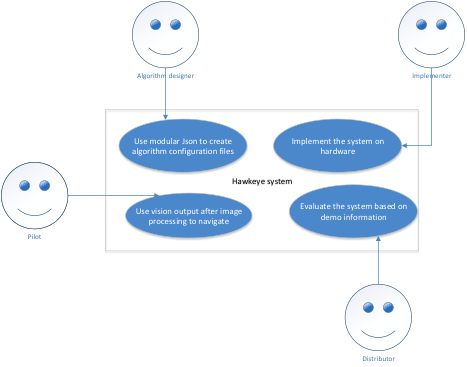 Algorithm designer
Implementer
Use modular Json to create
algorithm configuration files
Implement the system on
hardware
Hawkeye system
Use vision output after image
processing to navigate
Evaluate the system based on
demo information
Pilot
Distributor